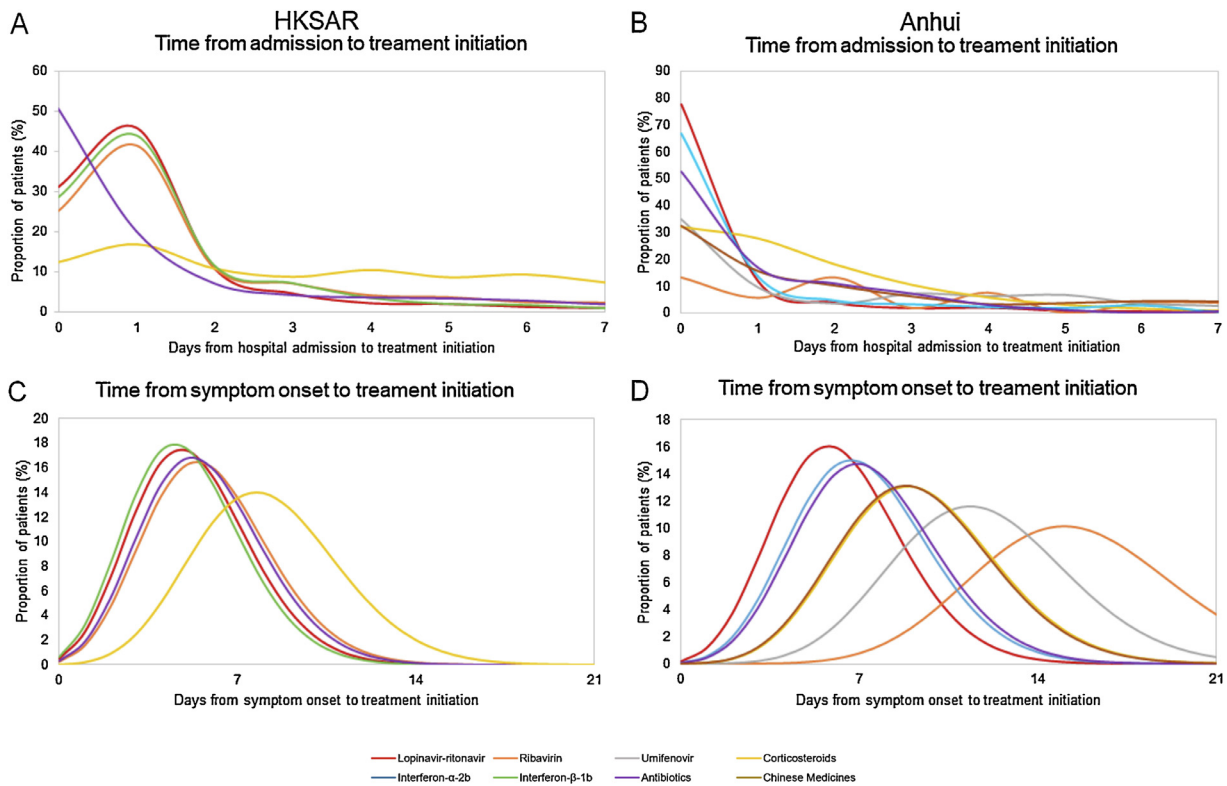 A
HKSAR
Time from admission to treament initiation
Proportion of patients (%)
60
50
40
30
20
10
0
0 1 2 3 4 5 6 7
Days from hospital admission to treatment initiation
B
Anhui
Time from admission to treament initiation
Proportion of patients (%)
90
80
70
60
50
40
30
20
10
0
0 1 2 3 4 5 6 7
Days from hospital admission to treatment initiation
C
Time from symptom onset to treament initiation
Proportion of patients (%)
20
18
16
14
12
10
8
6
4
2
0
0 7 14 21
Days from symptom onset to treatment initiation
D
Time from symptom onset to treament initiation
Proportion of patients (%)
18
16
14
12
10
8
6
4
2
0
0 7 14 21
Days from symptom onset to treatment initiation
Lopinavir-ritonavir Ribavirin Umifenovir Corticosteroids
Interferon-α-2b Interferon-β-1b Antibiotics Chinese Medicines